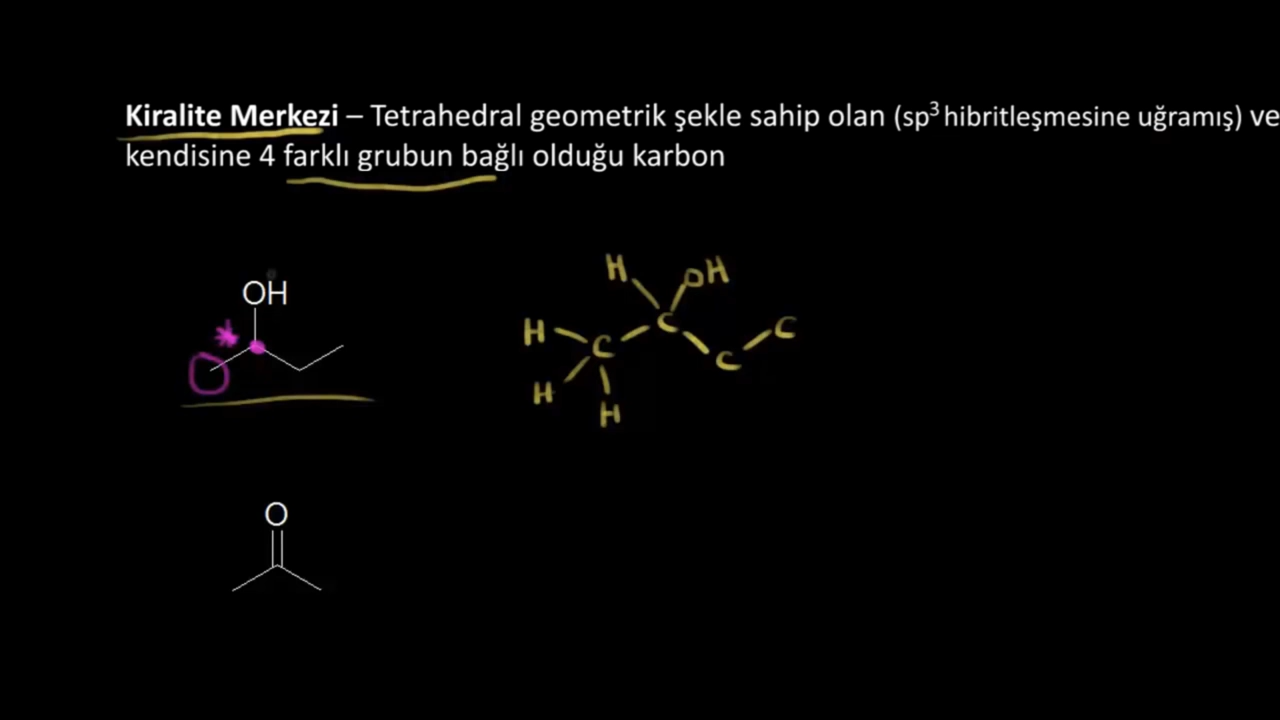 Kiralite Merkezi – Tetrahedral geometrik şekle sahip olan (sp³ hibritleşmesine uğramış) ve
kendisine 4 farklı grubun bağlı olduğu karbon
H OH
OH
*
H C C C C
H H
O